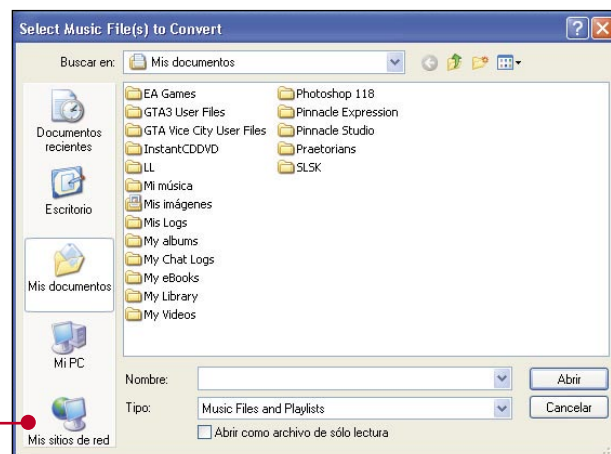 Select Music File(s) to Convert
Buscar en: Mis documentos
Documentos recientes
Escritorio
Mis documentos
Mi PC
Mis sitios de red
EA Games
GTA3 User Files
GTA Vice City User Files
InstantCDDVD
LL
Mi música
Mis imágenes
Mis Logs
My albums
My Chat Logs
My eBooks
My Library
My Videos
Photoshop 118
Pinnacle Expression
Pinnacle Studio
Praetorians
SLSK
Nombre:
Abrir
Tipo: Music Files and Playlists
Cancelar
Abrir como archivo de sólo lectura